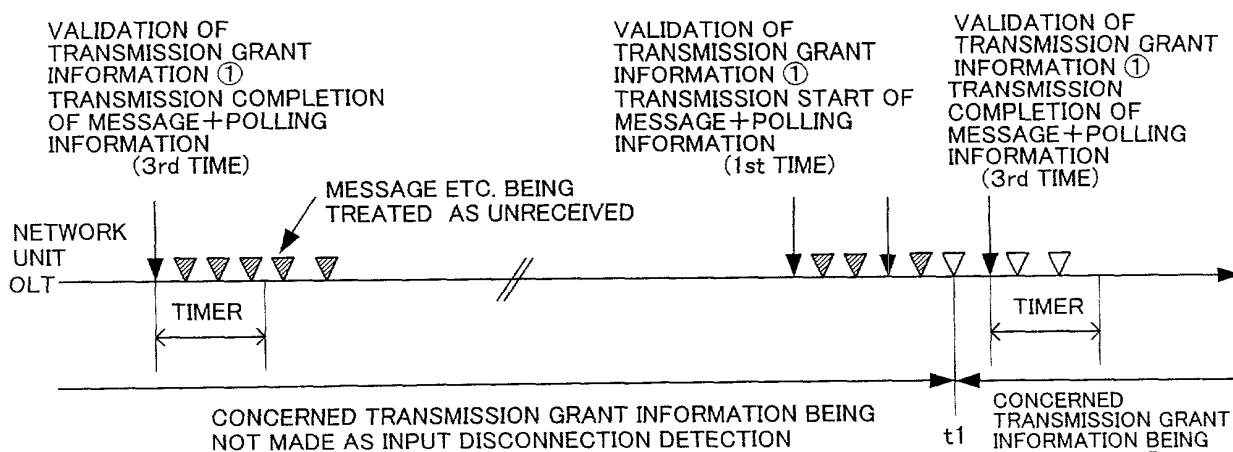 VALIDATION OF
TRANSMISSION GRANT
INFORMATION ①
TRANSMISSION COMPLETION
OF MESSAGE+POLLING
INFORMATION
(3rd TIME)
VALIDATION OF
TRANSMISSION GRANT
INFORMATION ①
TRANSMISSION START OF
MESSAGE+POLLING
INFORMATION
(1st TIME)
VALIDATION OF
TRANSMISSION GRANT
INFORMATION ①
TRANSMISSION
COMPLETION OF
MESSAGE+POLLING
INFORMATION
(3rd TIME)
MESSAGE ETC. BEING
TREATED AS UNRECEIVED
NETWORK
UNIT
OLT
TIMER
TIMER
CONCERNED TRANSMISSION GRANT INFORMATION BEING
NOT MADE AS INPUT DISCONNECTION DETECTION
t1
CONCERNED
TRANSMISSION GRANT
INFORMATION BEING